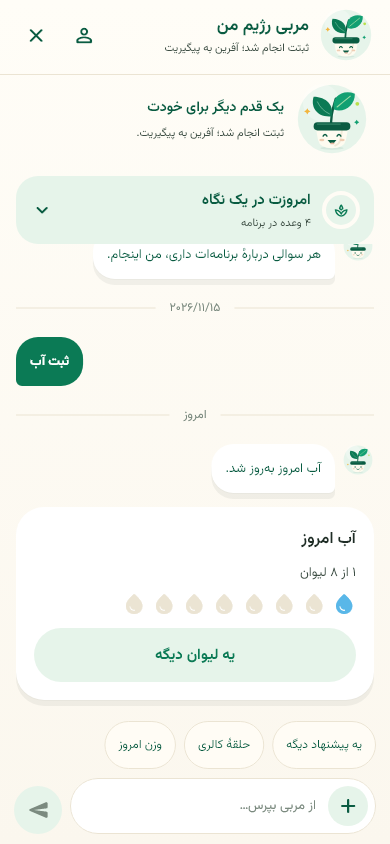 مربی رژیم من
ثبتت انجام شد؛ آفرین به پیگیریت
یک قدم دیگر برای خودت
ثبتت انجام شد؛ آفرین به پیگیریت.
امروزت در یک نگاه
۴ وعده در برنامه
هر سوالی دربارهٔ برنامه‌ات داری، من اینجام.
۲۰۲۶/۱۱/۱۵
ثبت آب
امروز
آب امروز به‌روز شد.
آب امروز
۱ از ۸ لیوان
یه لیوان دیگه
یه پیشنهاد دیگه
حلقهٔ کالری
وزن امروز
از مربی بپرس…